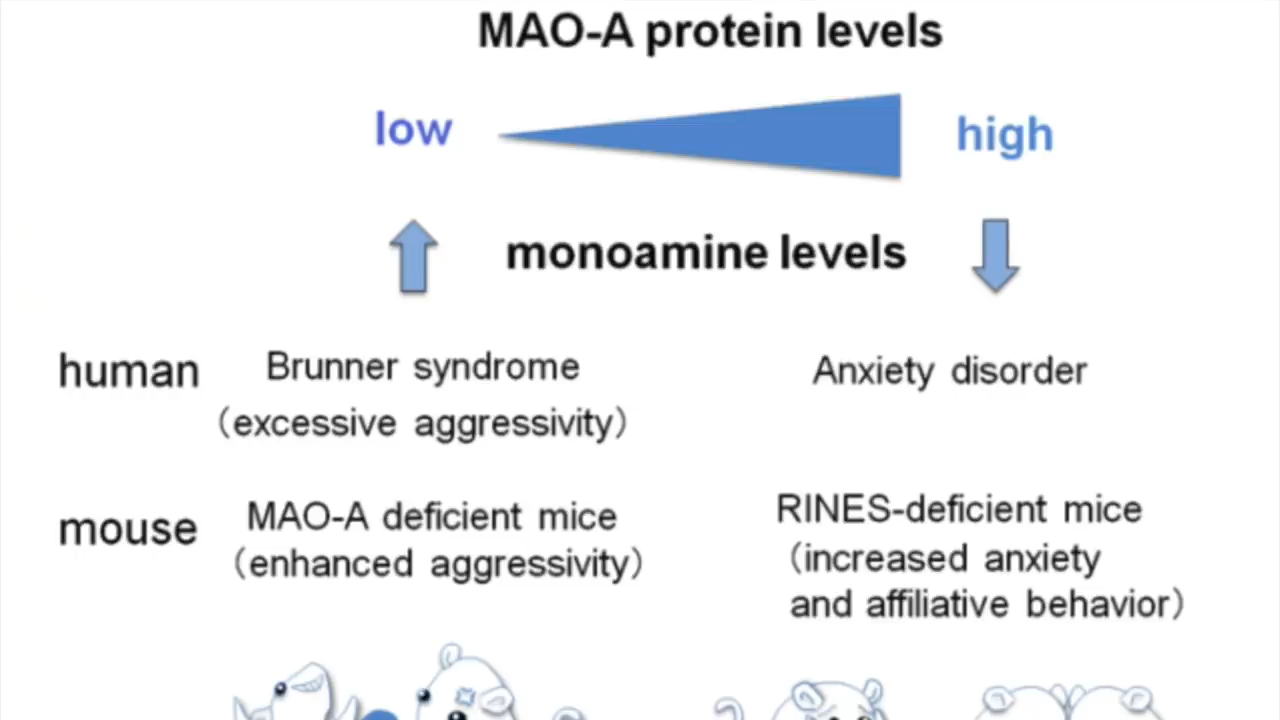 MAO-A protein levels
low
high
monoamine levels
human
Brunner syndrome
（excessive aggressivity）
Anxiety disorder
mouse
MAO-A deficient mice
（enhanced aggressivity）
RINES-deficient mice
（increased anxiety
and affiliative behavior）